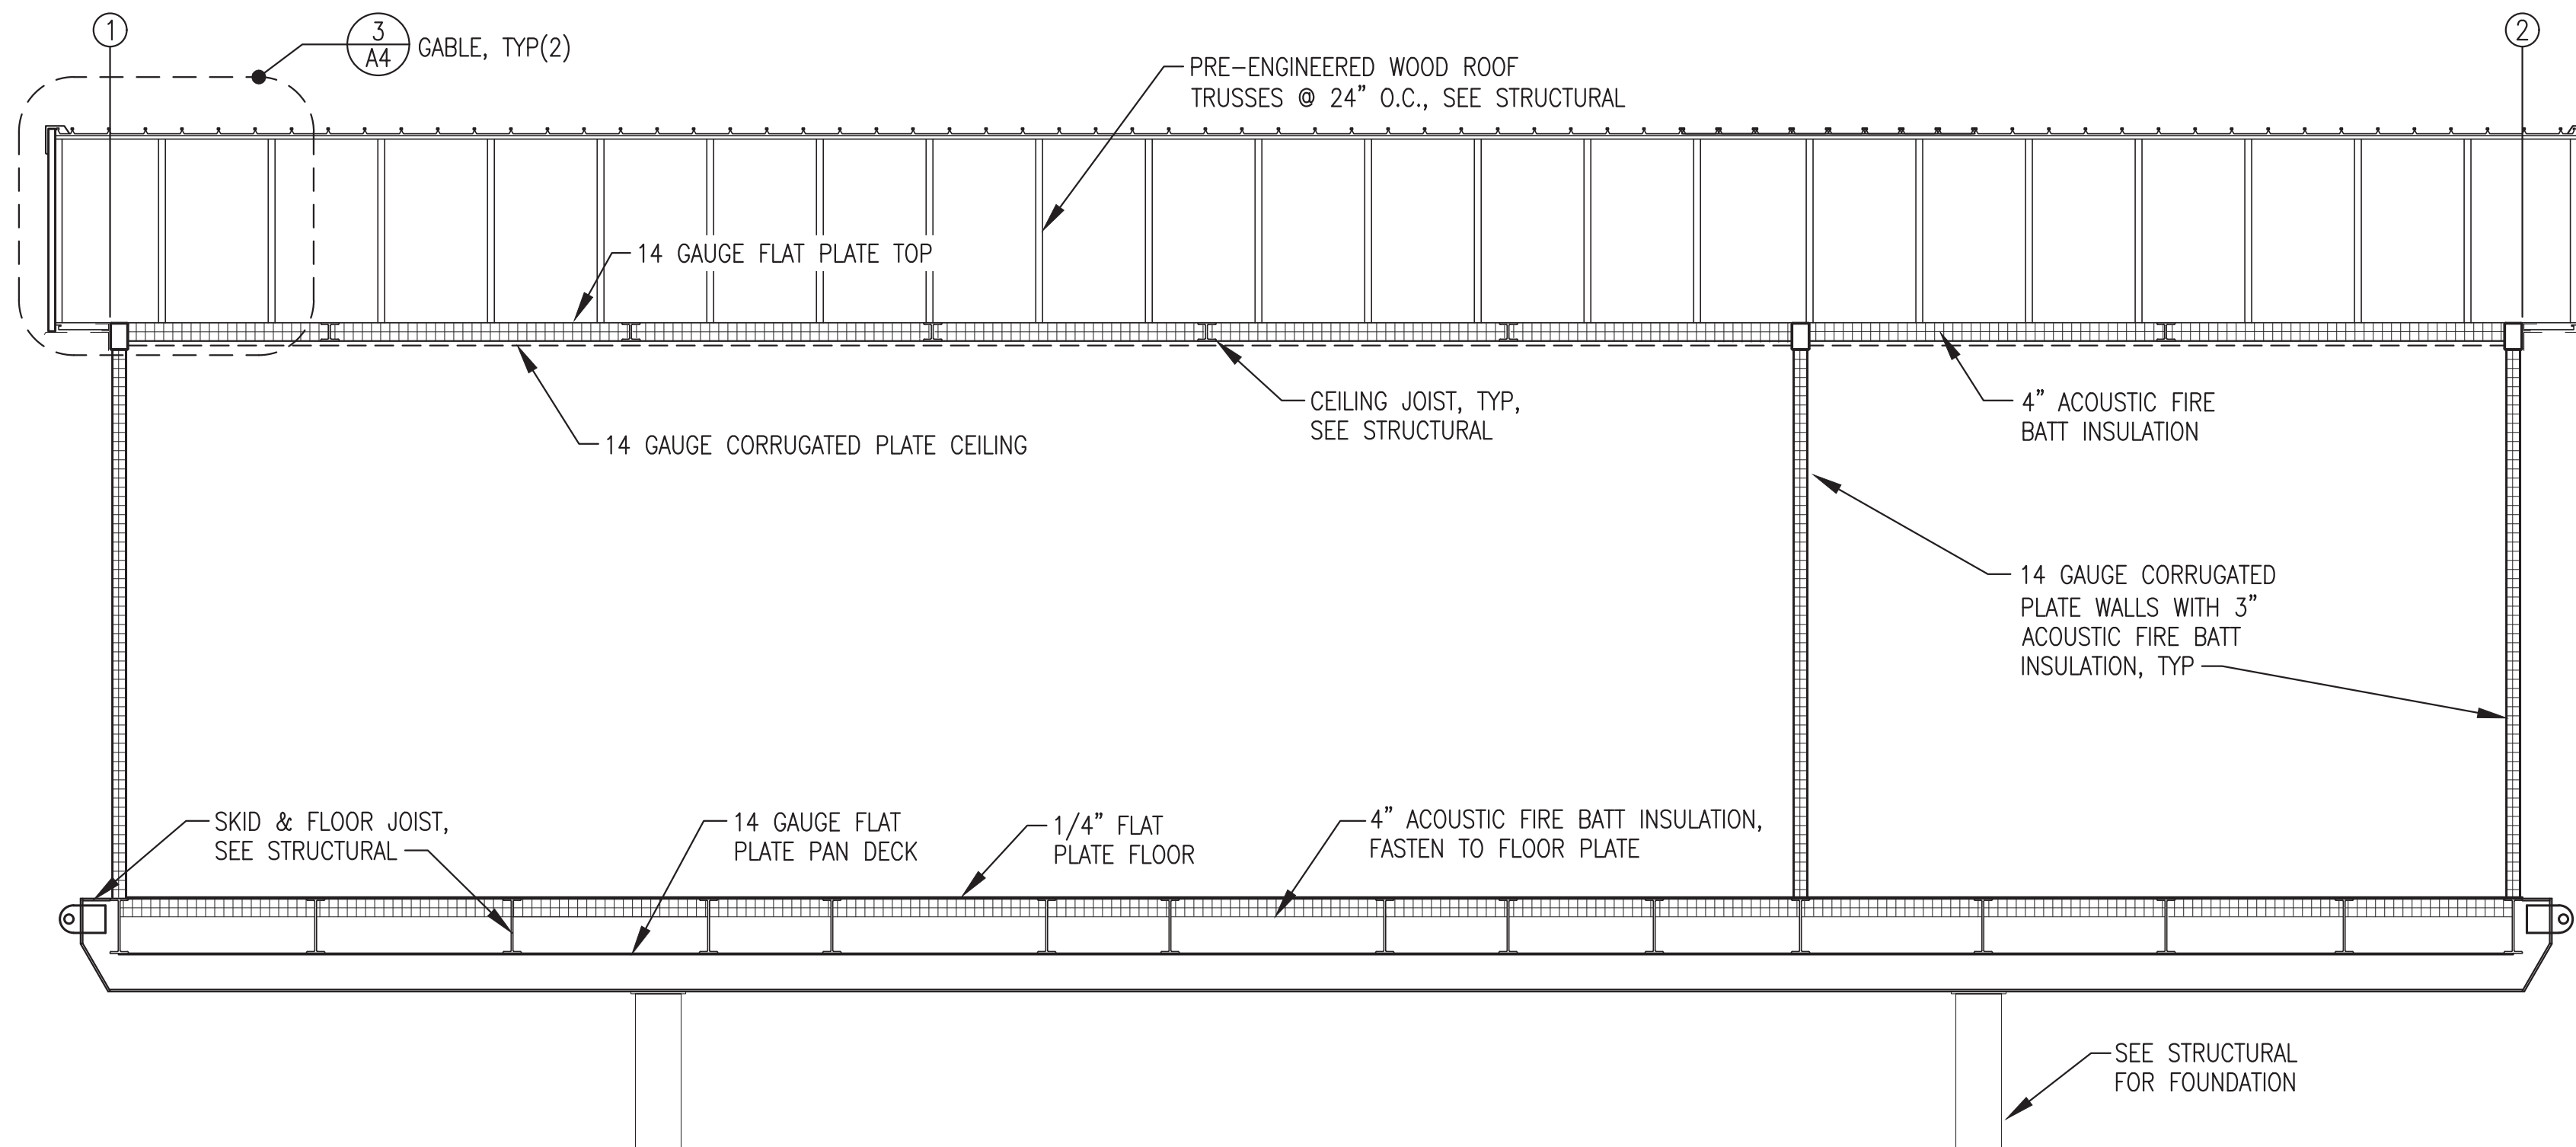 1
3
A4
GABLE, TYP(2)
2
PRE-ENGINEERED WOOD ROOF
TRUSSES @ 24” O.C., SEE STRUCTURAL
14 GAUGE FLAT PLATE TOP
14 GAUGE CORRUGATED PLATE CEILING
CEILING JOIST, TYP,
SEE STRUCTURAL
4” ACOUSTIC FIRE
BATT INSULATION
14 GAUGE CORRUGATED
PLATE WALLS WITH 3”
ACOUSTIC FIRE BATT
INSULATION, TYP
SKID & FLOOR JOIST,
SEE STRUCTURAL
14 GAUGE FLAT
PLATE PAN DECK
1/4” FLAT
PLATE FLOOR
4” ACOUSTIC FIRE BATT INSULATION,
FASTEN TO FLOOR PLATE
SEE STRUCTURAL
FOR FOUNDATION